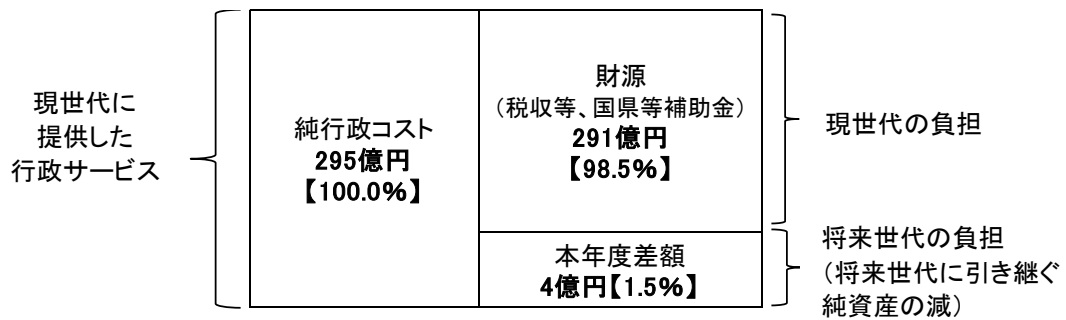 現世代に
提供した
行政サービス
純行政コスト
295億円
【100.0%】
財源
（税収等、国県等補助金）
291億円
【98.5%】
現世代の負担
本年度差額
4億円【1.5%】
将来世代の負担
（将来世代に引き継ぐ
純資産の減）